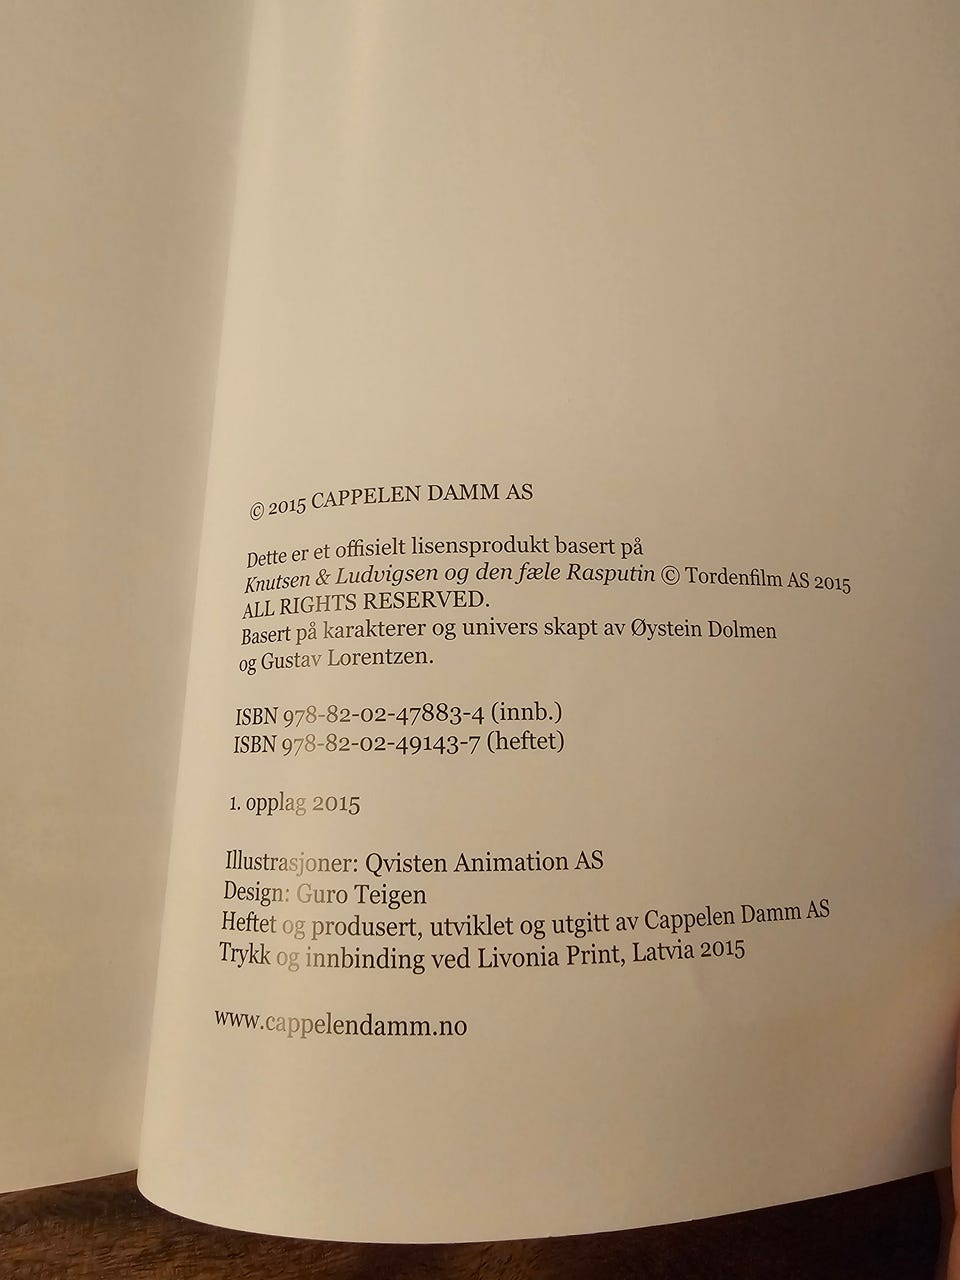 © 2015 CAPPELEN DAMM AS
Dette er et offisielt lisensprodukt basert på
Knutsen & Ludvigsen og den fæle Rasputin © Tordenfilm AS 2015
ALL RIGHTS RESERVED.
Basert på karakterer og univers skapt av Øystein Dolmen
og Gustav Lorentzen.
ISBN 978-82-02-47883-4 (innb.)
ISBN 978-82-02-49143-7 (heftet)
1. opplag 2015
Illustrasjoner: Qvisten Animation AS
Design: Guro Teigen
Heftet og produsert, utviklet og utgitt av Cappelen Damm AS
Trykk og innbinding ved Livonia Print, Latvia 2015
www.cappelendamm.no